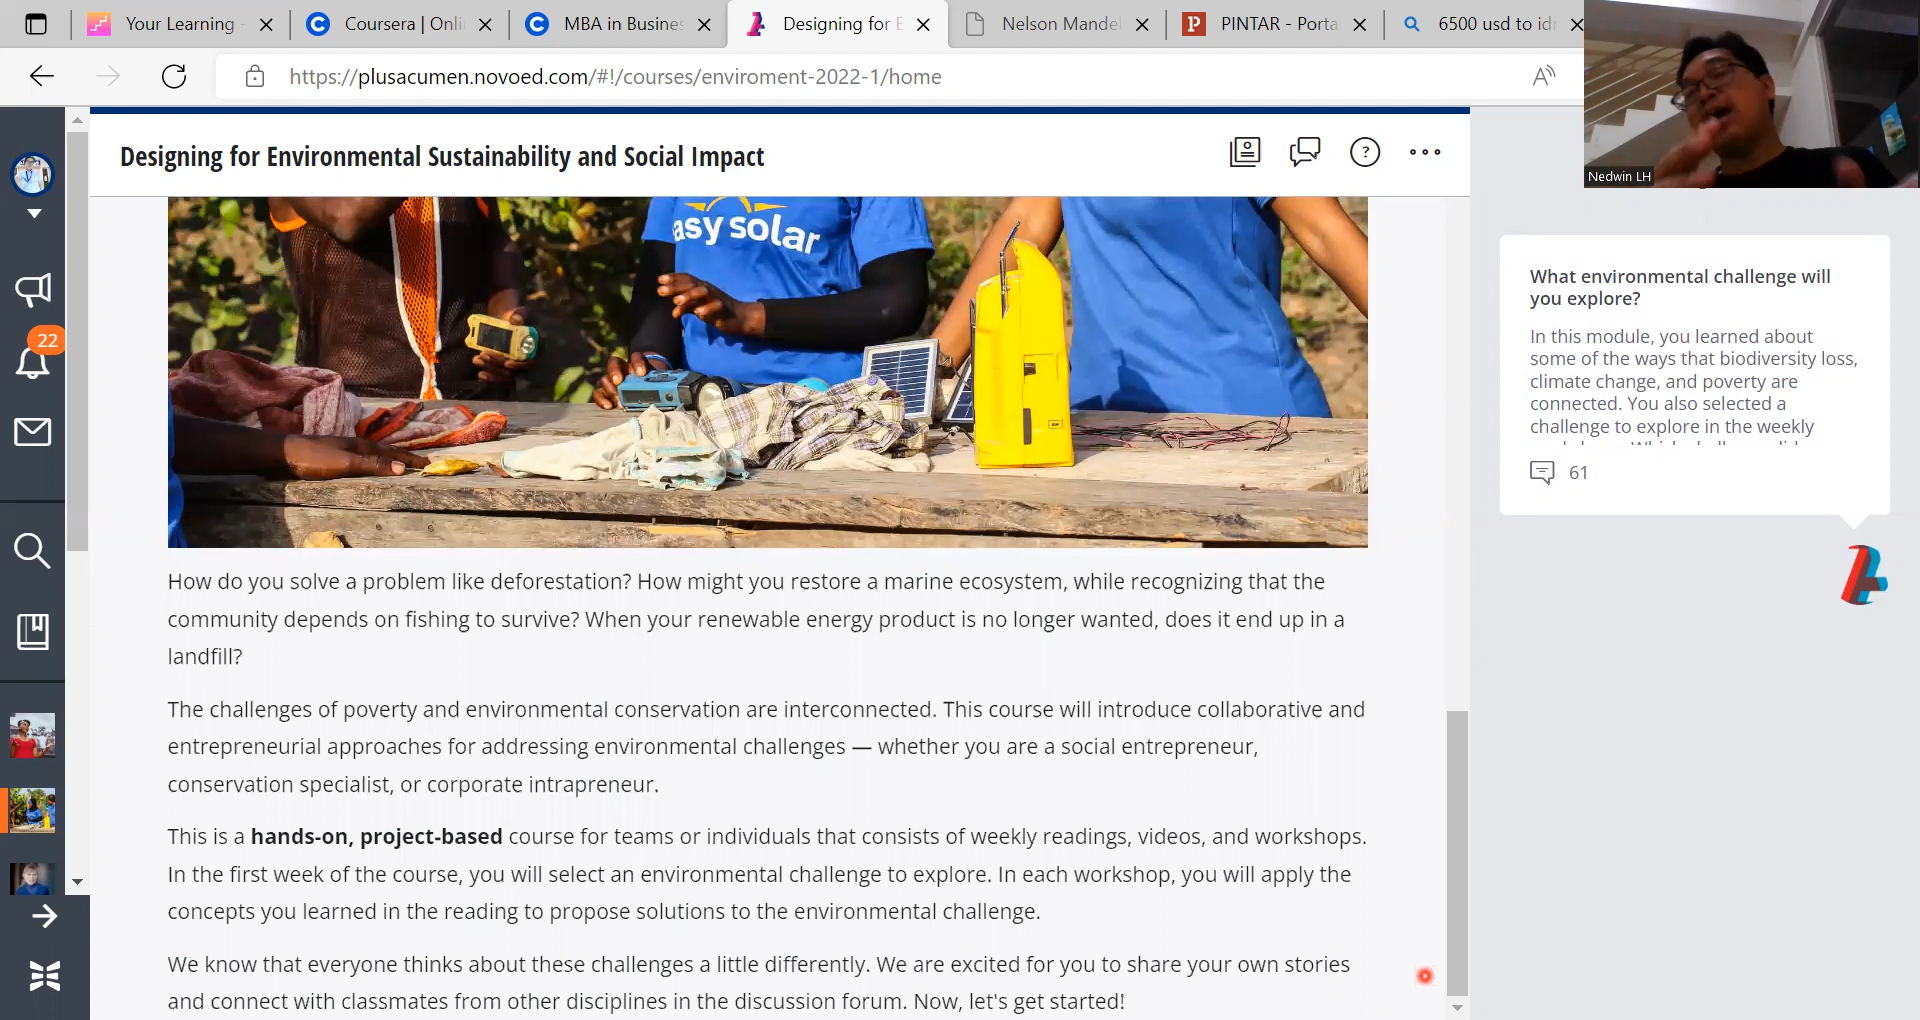 Your Learning
Coursera | Onli
MBA in Busines
Designing for E
Nelson Mandel
PINTAR - Porta
6500 usd to idr
https://plusacumen.novoed.com/#!/courses/enviroment-2022-1/home
Nedwin LH
Designing for Environmental Sustainability and Social Impact
22
easy solar
How do you solve a problem like deforestation? How might you restore a marine ecosystem, while recognizing that the
community depends on fishing to survive? When your renewable energy product is no longer wanted, does it end up in a
landfill?
The challenges of poverty and environmental conservation are interconnected. This course will introduce collaborative and
entrepreneurial approaches for addressing environmental challenges — whether you are a social entrepreneur,
conservation specialist, or corporate intrapreneur.
This is a hands-on, project-based course for teams or individuals that consists of weekly readings, videos, and workshops.
In the first week of the course, you will select an environmental challenge to explore. In each workshop, you will apply the
concepts you learned in the reading to propose solutions to the environmental challenge.
We know that everyone thinks about these challenges a little differently. We are excited for you to share your own stories
and connect with classmates from other disciplines in the discussion forum. Now, let's get started!
What environmental challenge will
you explore?
In this module, you learned about
some of the ways that biodiversity loss,
climate change, and poverty are
connected. You also selected a
challenge to explore in the weekly
61